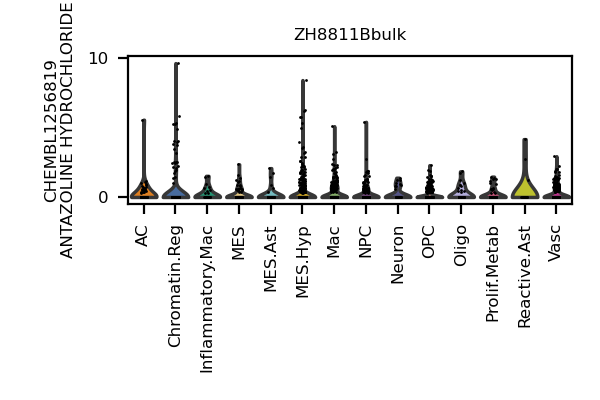 ZH8811Bbulk
CHEMBL1256819
ANTAZOLINE HYDROCHLORIDE
10
0
AC
Chromatin.Reg
Inflammatory.Mac
MES
MES.Ast
MES.Hyp
Mac
NPC
Neuron
OPC
Oligo
Prolif.Metab
Reactive.Ast
Vasc